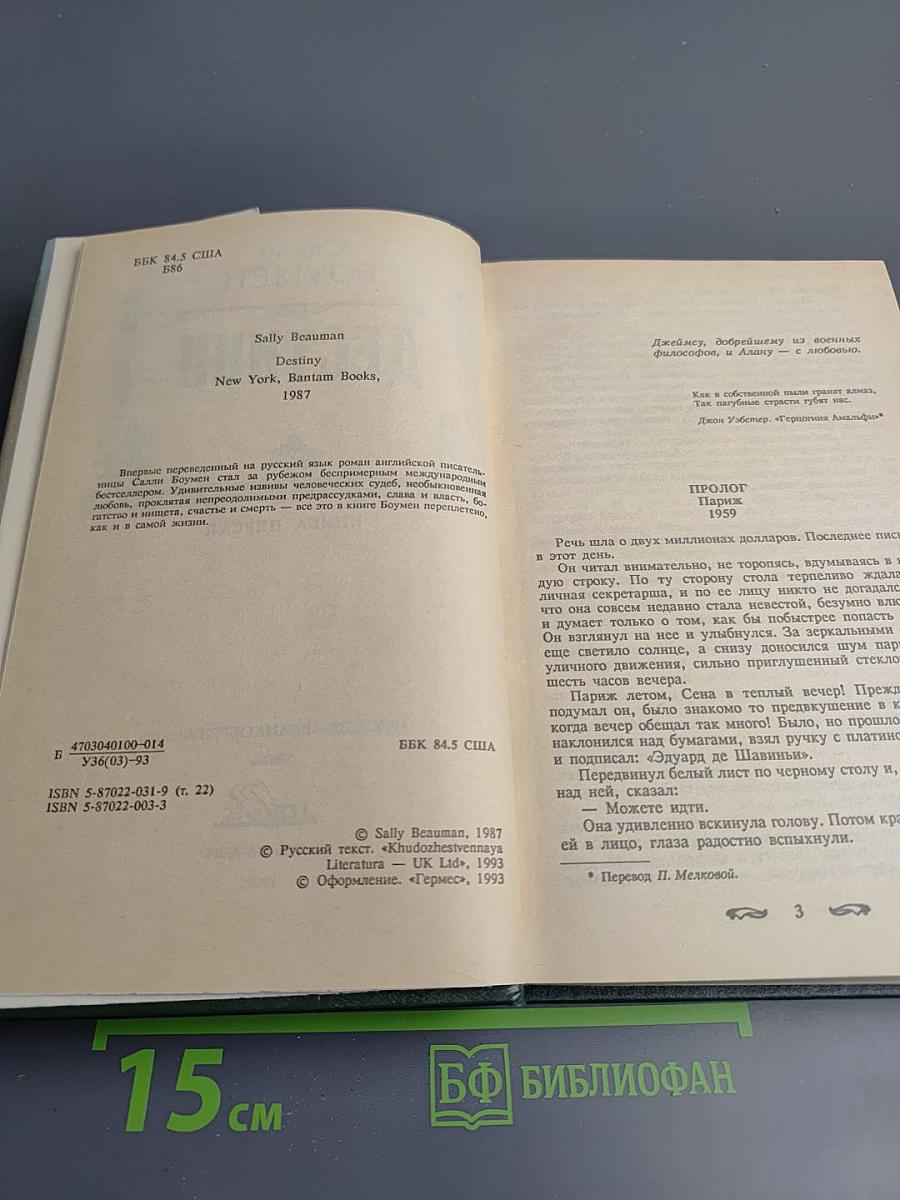 ББК 84.5 США
Б86
Sally Beauman
Destiny
New York, Bantam Books,
1987
Впервые переведенный на русский язык роман английской писатель-
ницы Салли Боумен стал за рубежом беспримерным международным
бестселлером. Удивительные извивы человеческих судеб, необыкновенная
любовь, проклятая непреодолимыми предрассудками, слава и власть, бо-
гатство и нищета, счастье и смерть — все это в книге Боумен переплетено,
как и в самой жизни.
Б 4703040100–014
У36(03)–93
ББК 84.5 США
ISBN 5-87022-031-9 (т. 22)
ISBN 5-87022-003-3
© Sally Beauman, 1987
© Русский текст. «Khudozhestvennaya
Literatura — UK Ltd», 1993
© Оформление. «Гермес», 1993
Джеймсу, добрейшему из военных
философов, и Алану — с любовью.
Как в собственной пыли гранят алмаз,
Так пагубные страсти губят нас.
Джон Уэбстер. «Герцогиня Амальфи»*
ПРОЛОГ
Париж
1959
Речь шла о двух миллионах долларов. Последнее пись
в этот день.
Он читал внимательно, не торопясь, вдумываясь в
дую строку. По ту сторону стола терпеливо ждала
личная секретарша, и по ее лицу никто не догадалс
что она совсем недавно стала невестой, безумно влю
и думает только о том, как бы побыстрее попасть
Он взглянул на нее и улыбнулся. За зеркальными
еще светило солнце, а снизу доносился шум пари
уличного движения, сильно приглушенный стекло
шесть часов вечера.
Париж летом, Сена в теплый вечер! Прежд
подумал он, было знакомо то предвкушение в к
когда вечер обещал так много! Было, но прошло
наклонился над бумагами, взял ручку с платино
и подписал: «Эдуард де Шавиньи».
Передвинул белый лист по черному столу и,
над ней, сказал:
— Можете идти.
Она удивленно вскинула голову. Потом кра
ей в лицо, глаза радостно вспыхнули.
* Перевод П. Мелковой.
3
15 см
БФ БИБЛИОФАН